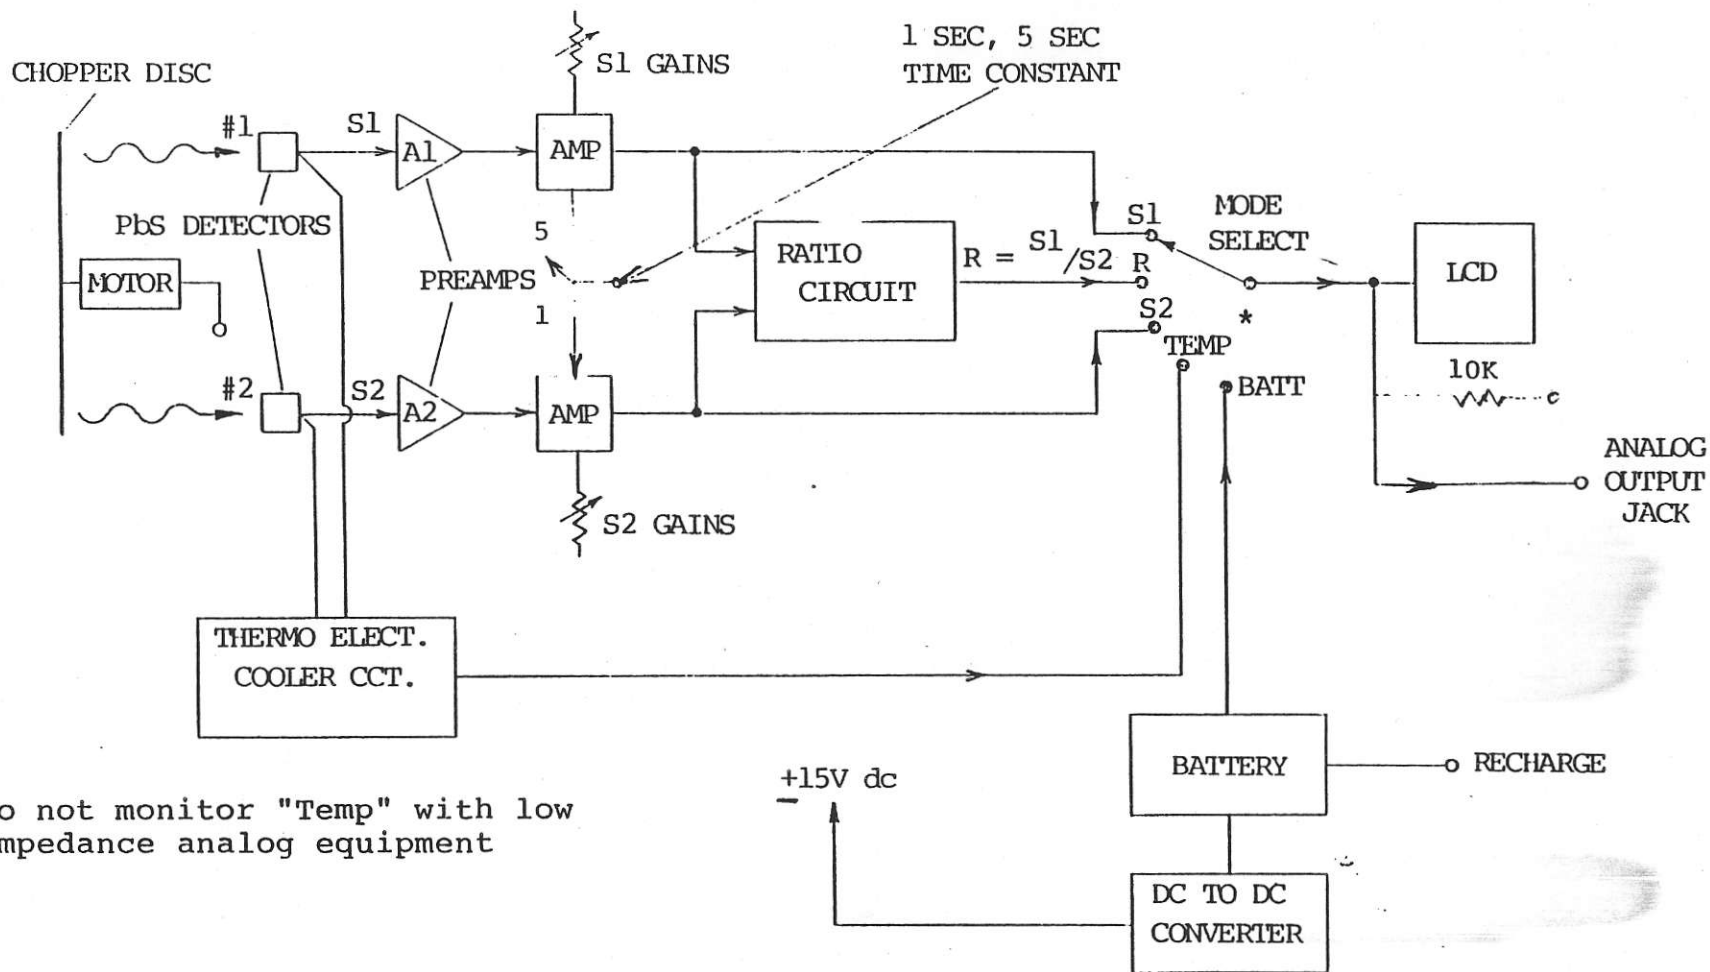 CHOPPER DISC
S1 GAINS
1 SEC, 5 SEC
TIME CONSTANT
#1
S1
A1
AMP
PbS DETECTORS
MOTOR
PREAMPS
5
1
RATIO
CIRCUIT
R = S1/S2
S1
R
S2
TEMP
BATT
MODE
SELECT
*
LCD
10K
ANALOG
OUTPUT
JACK
#2
S2
A2
AMP
S2 GAINS
THERMO ELECT.
COOLER CCT.
BATTERY
RECHARGE
+15V dc
DC TO DC
CONVERTER
o not monitor "Temp" with low
mpedance analog equipment